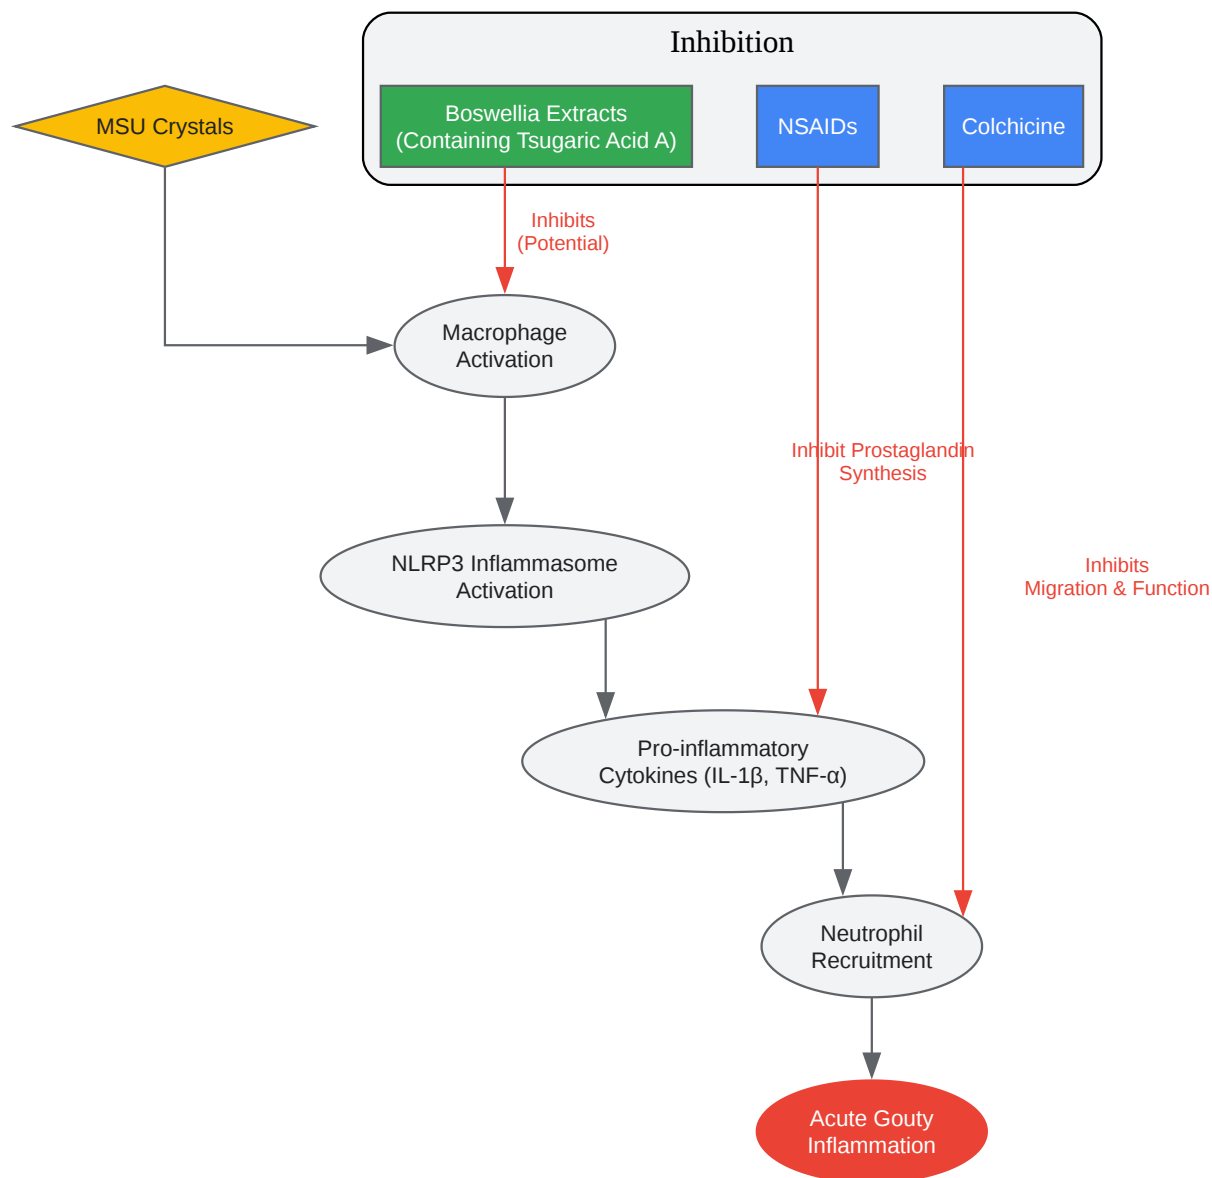 Inhibition
MSU Crystals
Boswellia Extracts
(Containing Tsugaric Acid A)
NSAIDs
Colchicine
Inhibits
(Potential)
Macrophage
Activation
Inhibit Prostaglandin
Synthesis
NLRP3 Inflammasome
Activation
Inhibits
Migration & Function
Pro-inflammatory
Cytokines (IL-1β, TNF-α)
Neutrophil
Recruitment
Acute Gouty
Inflammation